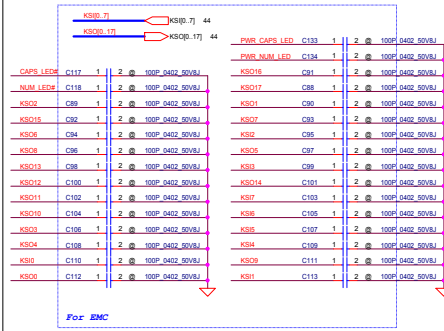 KSI[0..7] KSI[0..7] 44
KSO[0..17] KSO[0..17] 44
PWR_CAPS_LED C133 1 2 @ 100P_0402_50V8J
PWR_NUM_LED C134 1 2 @ 100P_0402_50V8J
CAPS_LED# C117 1 2 @ 100P_0402_50V8J KSO16 C91 1 2 @ 100P_0402_50V8J
NUM_LED# C118 1 2 @ 100P_0402_50V8J KSO17 C88 1 2 @ 100P_0402_50V8J
KSO2 C89 1 2 @ 100P_0402_50V8J KSO1 C90 1 2 @ 100P_0402_50V8J
KSO15 C92 1 2 @ 100P_0402_50V8J KSO7 C93 1 2 @ 100P_0402_50V8J
KSO6 C94 1 2 @ 100P_0402_50V8J KSI2 C95 1 2 @ 100P_0402_50V8J
KSO8 C96 1 2 @ 100P_0402_50V8J KSO5 C97 1 2 @ 100P_0402_50V8J
KSO13 C98 1 2 @ 100P_0402_50V8J KSI3 C99 1 2 @ 100P_0402_50V8J
KSO12 C100 1 2 @ 100P_0402_50V8J KSO14 C101 1 2 @ 100P_0402_50V8J
KSO11 C102 1 2 @ 100P_0402_50V8J KSI7 C103 1 2 @ 100P_0402_50V8J
KSO10 C104 1 2 @ 100P_0402_50V8J KSI6 C105 1 2 @ 100P_0402_50V8J
KSO3 C106 1 2 @ 100P_0402_50V8J KSI5 C107 1 2 @ 100P_0402_50V8J
KSO4 C108 1 2 @ 100P_0402_50V8J KSI4 C109 1 2 @ 100P_0402_50V8J
KSI0 C110 1 2 @ 100P_0402_50V8J KSO9 C111 1 2 @ 100P_0402_50V8J
KSO0 C112 1 2 @ 100P_0402_50V8J KSI1 C113 1 2 @ 100P_0402_50V8J
For EMC